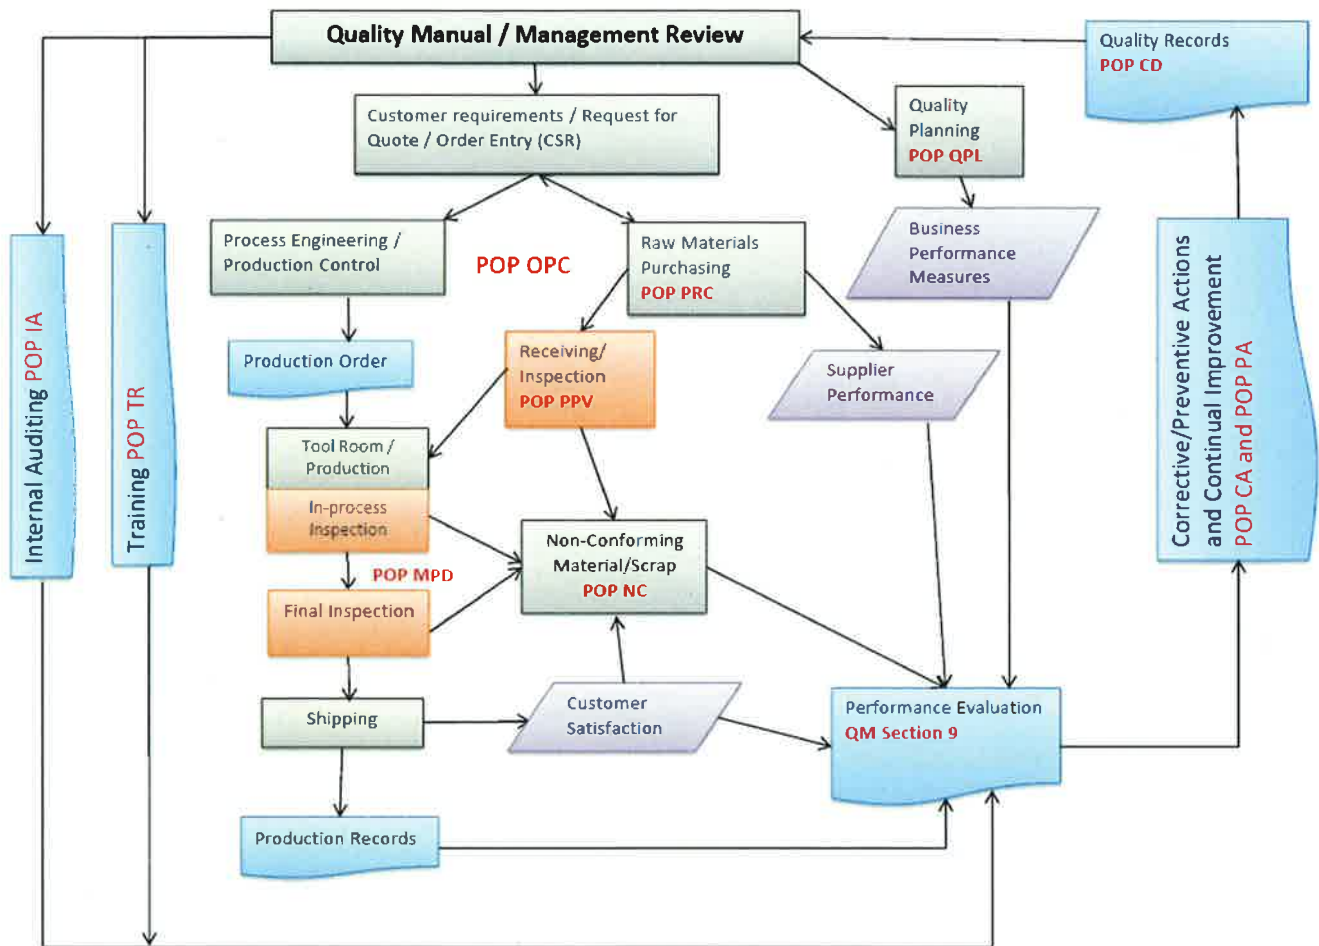 Quality Manual / Management Review
Quality Records
POP CD
Customer requirements / Request for
Quote / Order Entry (CSR)
Quality
Planning
POP QPL
Process Engineering /
Production Control
POP OPC
Raw Materials
Purchasing
POP PRC
Business
Performance
Measures
Internal Auditing POP IA
Training POP TR
Corrective/Preventive Actions
and Continual Improvement
POP CA and POP PA
Production Order
Receiving/
Inspection
POP PPV
Supplier
Performance
Tool Room /
Production
In-process
Inspection
Non-Conforming
Material/Scrap
POP NC
POP MPD
Final Inspection
Shipping
Customer
Satisfaction
Performance Evaluation
QM Section 9
Production Records